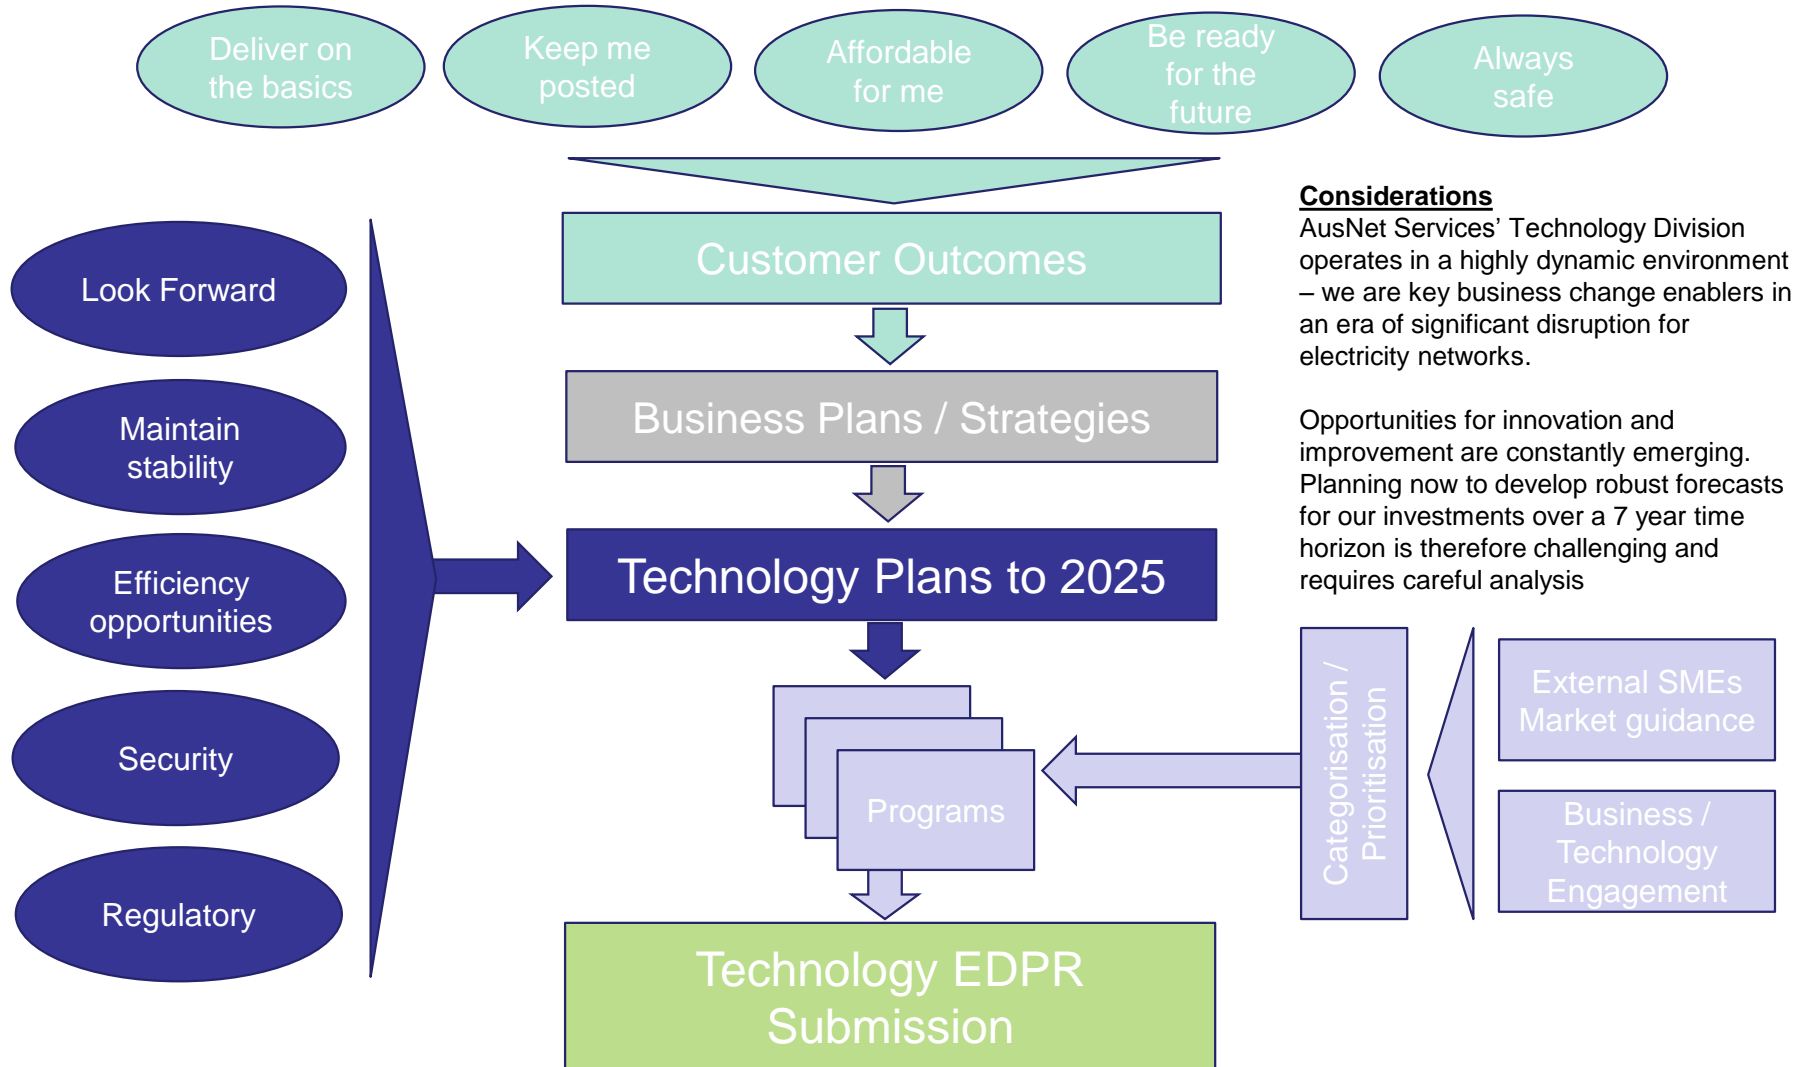 Deliver on
the basics
Keep me
posted
Affordable
for me
Be ready
for the
future
Always
safe
Customer Outcomes
Business Plans / Strategies
Technology Plans to 2025
Programs
Technology EDPR
Submission
Look Forward
Maintain
stability
Efficiency
opportunities
Security
Regulatory
Considerations
AusNet Services’ Technology Division
operates in a highly dynamic environment
– we are key business change enablers in
an era of significant disruption for
electricity networks.
Opportunities for innovation and
improvement are constantly emerging.
Planning now to develop robust forecasts
for our investments over a 7 year time
horizon is therefore challenging and
requires careful analysis
Categorisation /
Prioritisation
External SMEs
Market guidance
Business /
Technology
Engagement